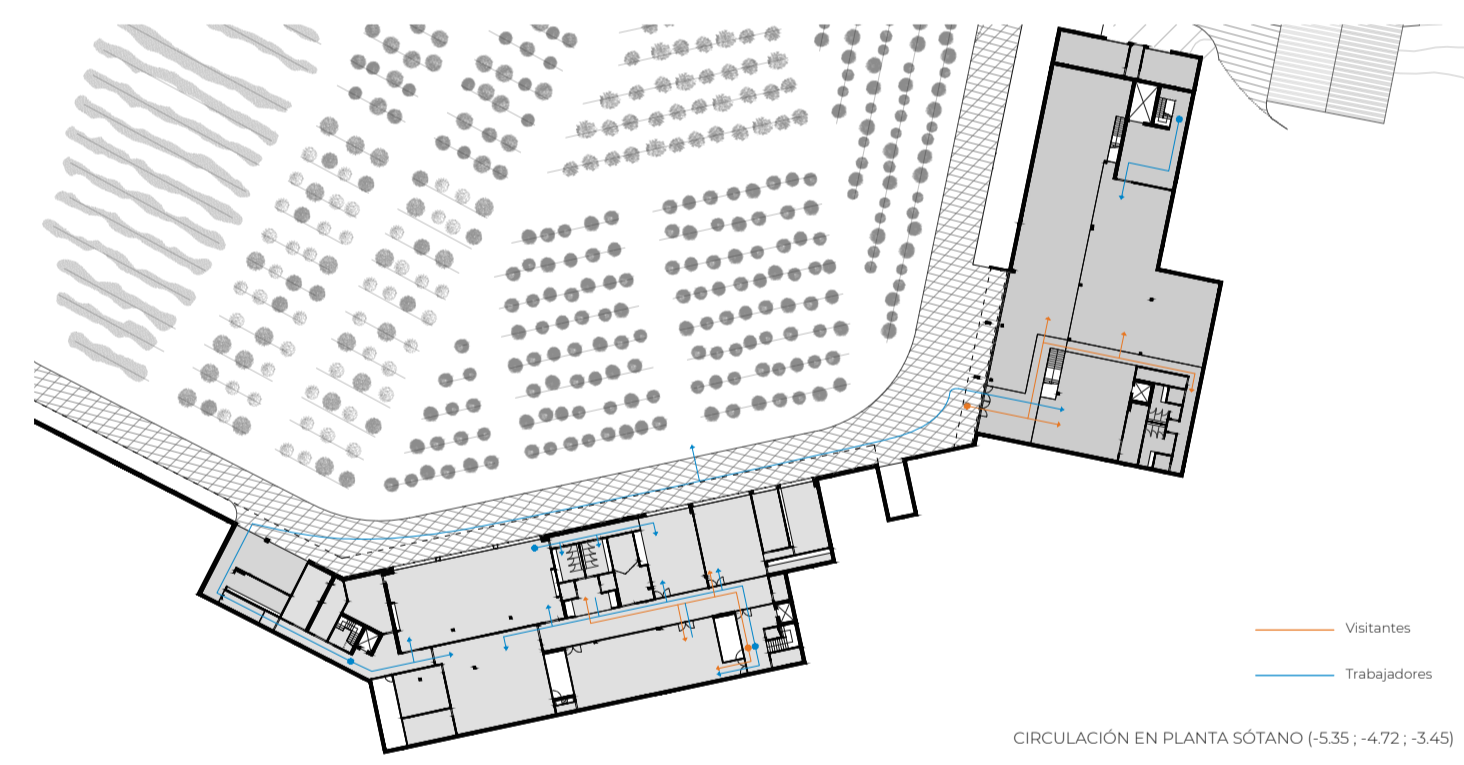 Visitantes
Trabajadores
CIRCULACIÓN EN PLANTA SÓTANO (-5.35 ; -4.72 ; -3.45)